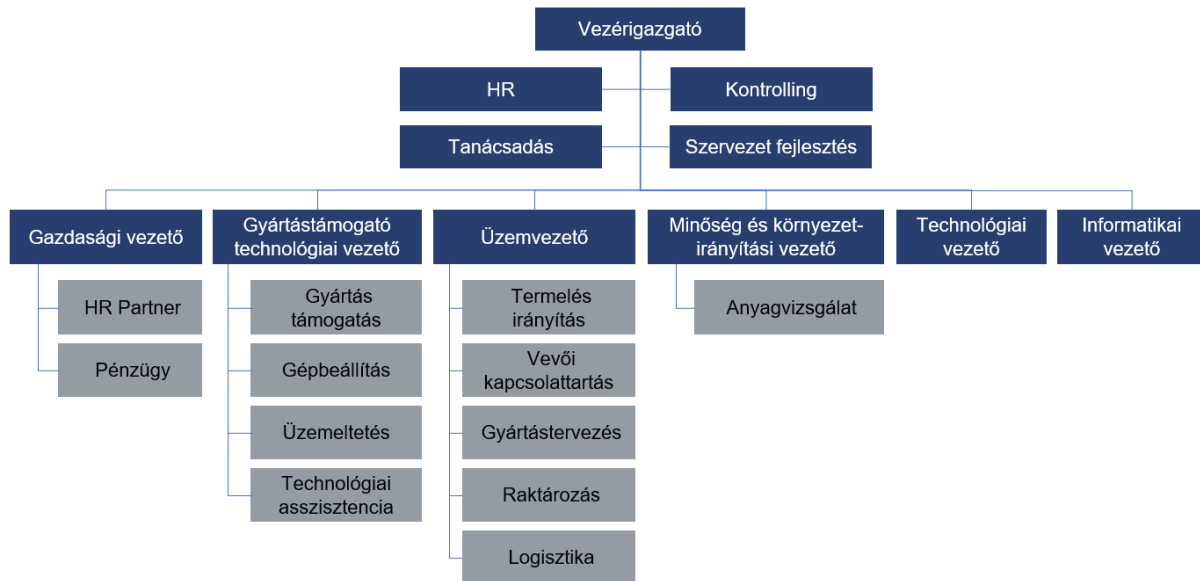 Vezérigazgató
HR
Kontrolling
Tanácsadás
Szervezet fejlesztés
Gazdasági vezető
Gyártástámogató
technológiai vezető
Üzemvezető
Minőség és környezet-
irányítási vezető
Technológiai
vezető
Informatikai
vezető
HR Partner
Pénzügy
Gyártás
támogatás
Gépbeállítás
Üzemeltetés
Technológiai
asszisztencia
Termelés
irányítás
Vevői
kapcsolattartás
Gyártástervezés
Raktározás
Logisztika
Anyagvizsgálat